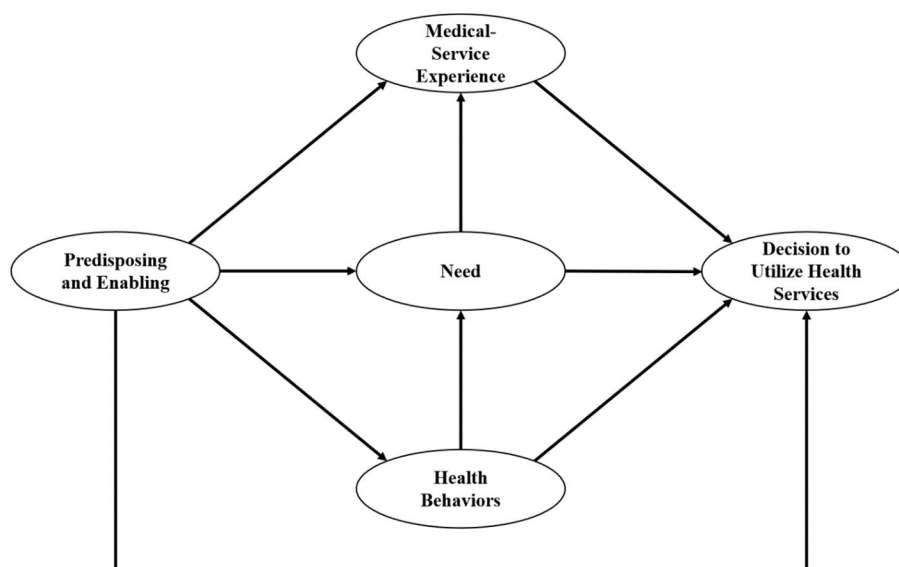 Medical-
Service
Experience
Predisposing
and Enabling
Need
Decision to
Utilize Health
Services
Health
Behaviors